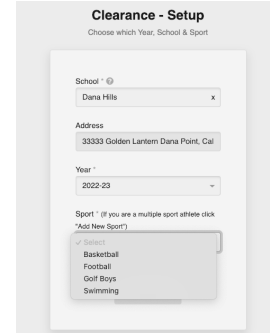 Clearance - Setup
Choose which Year, School & Sport
School *
Dana Hills x
Address
33333 Golden Lantern Dana Point, Cal
Year *
2022-23
Sport * (If you are a multiple sport athlete click
"Add New Sport")
✓ Select
Basketball
Football
Golf Boys
Swimming